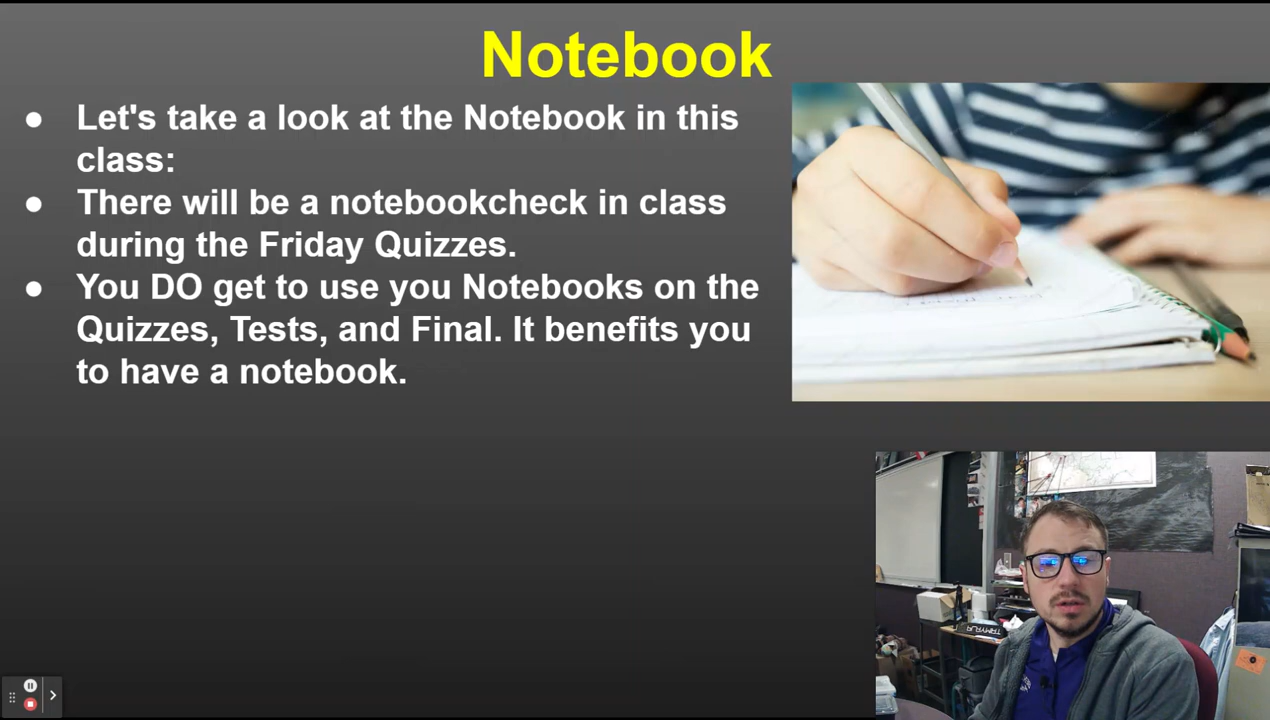 Notebook
Let's take a look at the Notebook in this
class:
There will be a notebookcheck in class
during the Friday Quizzes.
You DO get to use you Notebooks on the
Quizzes, Tests, and Final. It benefits you
to have a notebook.